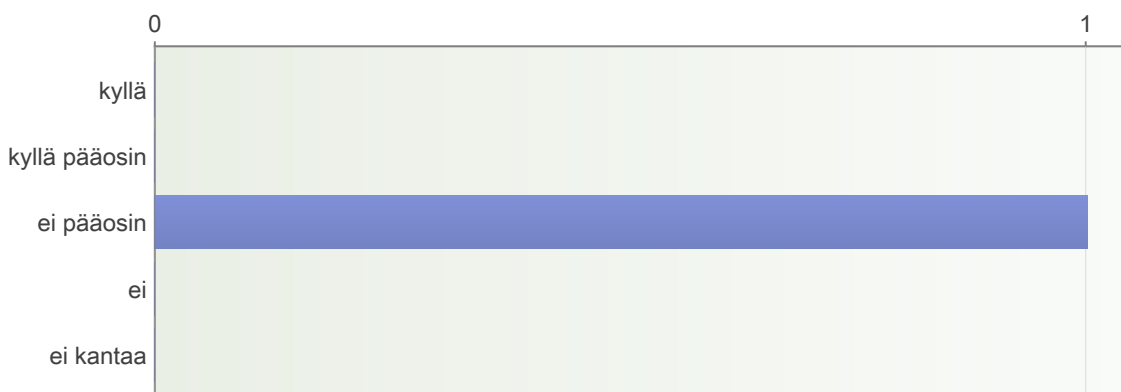 0 1
kyllä
kyllä pääosin
ei pääosin
ei
ei kantaa